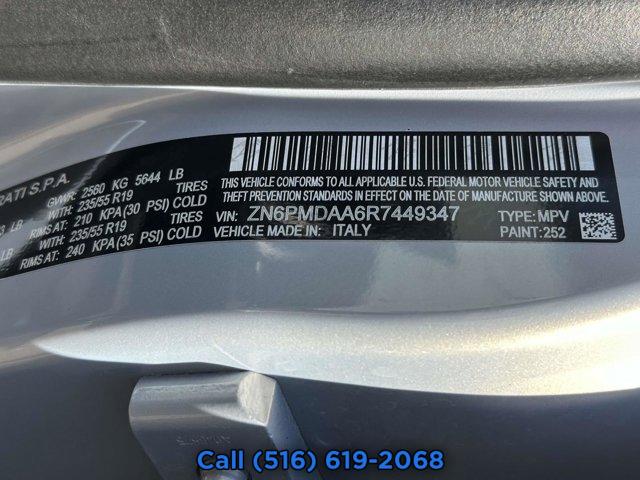 RATI S.P.A.
GVWR: 2560 KG 5644 LB
WITH: 235/55 R19 TIRES
RIMS AT: 210 KPA(30 PSI) COLD
LB
WITH: 235/55 R19 TIRES
RIMS AT: 240 KPA(35 PSI) COLD
THIS VEHICLE CONFORMS TO ALL APPLICABLE U.S. FEDERAL MOTOR VEHICLE SAFETY, BUMPER, AND
THEFT PREVENTION STANDARDS IN EFFECT ON THE DATE OF MANUFACTURE SHOWN ABOVE
VIN: ZN6PMDAA6R7449347 TYPE: MPV
VEHICLE MADE IN: ITALY PAINT: 252
Call (516) 619-2068